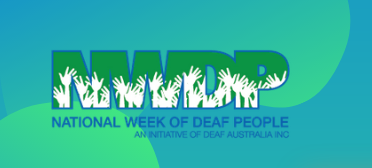 NWDP
NATIONAL WEEK OF DEAF PEOPLE
AN INITIATIVE OF DEAF AUSTRALIA INC